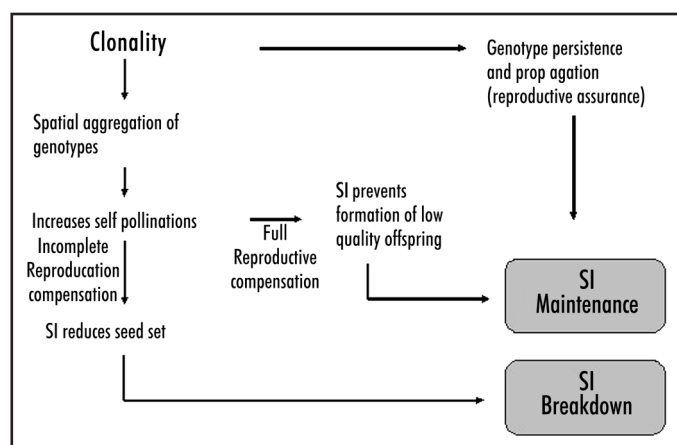 Clonality
Genotype persistence
and prop agation
(reproductive assurance)
Spatial aggregation of
genotypes
Increases self pollinations
Incomplete
Reproducation
compensation
Full
Reproductive
compensation
SI prevents
formation of low
quality offspring
SI reduces seed set
SI
Maintenance
SI
Breakdown